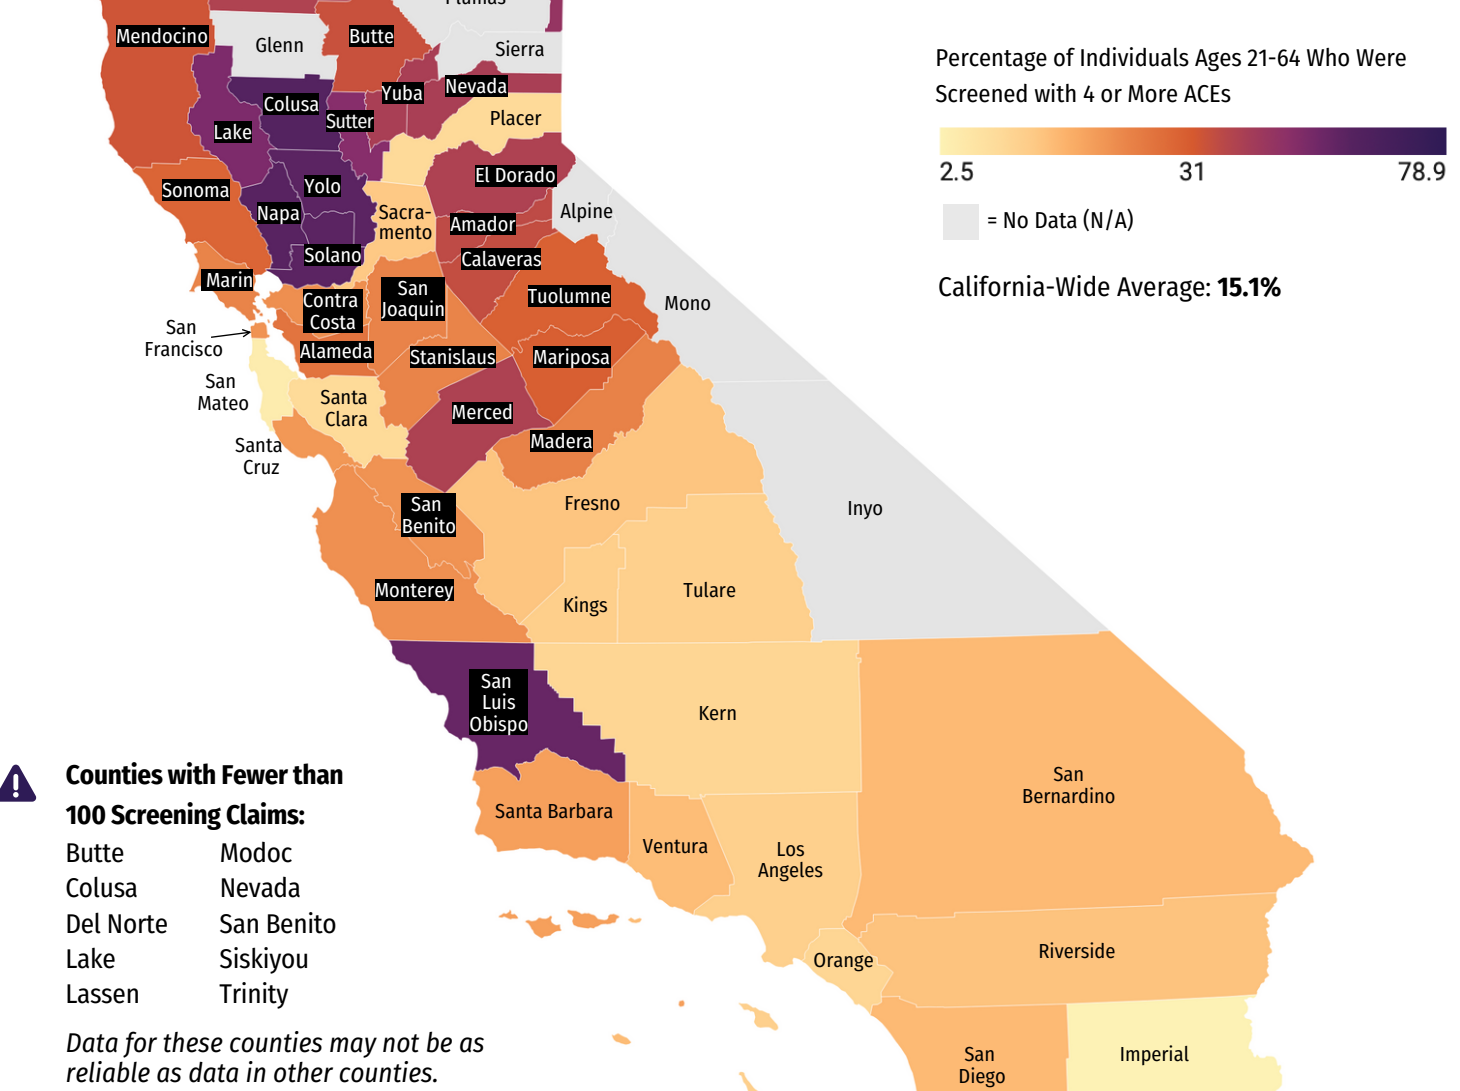 Plumas
Mendocino
Glenn
Butte
Sierra
Colusa
Yuba
Nevada
Sutter
Placer
Lake
Sonoma
Yolo
El Dorado
Napa
Sacra-
mento
Amador
Alpine
Solano
Calaveras
Marin
Contra
Costa
San
Joaquin
Tuolumne
Mono
San
Francisco
Alameda
Stanislaus
Mariposa
San
Mateo
Santa
Clara
Merced
Madera
Santa
Cruz
San
Benito
Fresno
Inyo
Monterey
Kings
Tulare
San
Luis
Obispo
Kern
San
Bernardino
Santa Barbara
Ventura
Los
Angeles
Orange
Riverside
San
Diego
Imperial
Percentage of Individuals Ages 21-64 Who Were
Screened with 4 or More ACEs
2.5 31 78.9
= No Data (N/A)
California-Wide Average: 15.1%
Counties with Fewer than
100 Screening Claims:
Butte Modoc
Colusa Nevada
Del Norte San Benito
Lake Siskiyou
Lassen Trinity
Data for these counties may not be as
reliable as data in other counties.